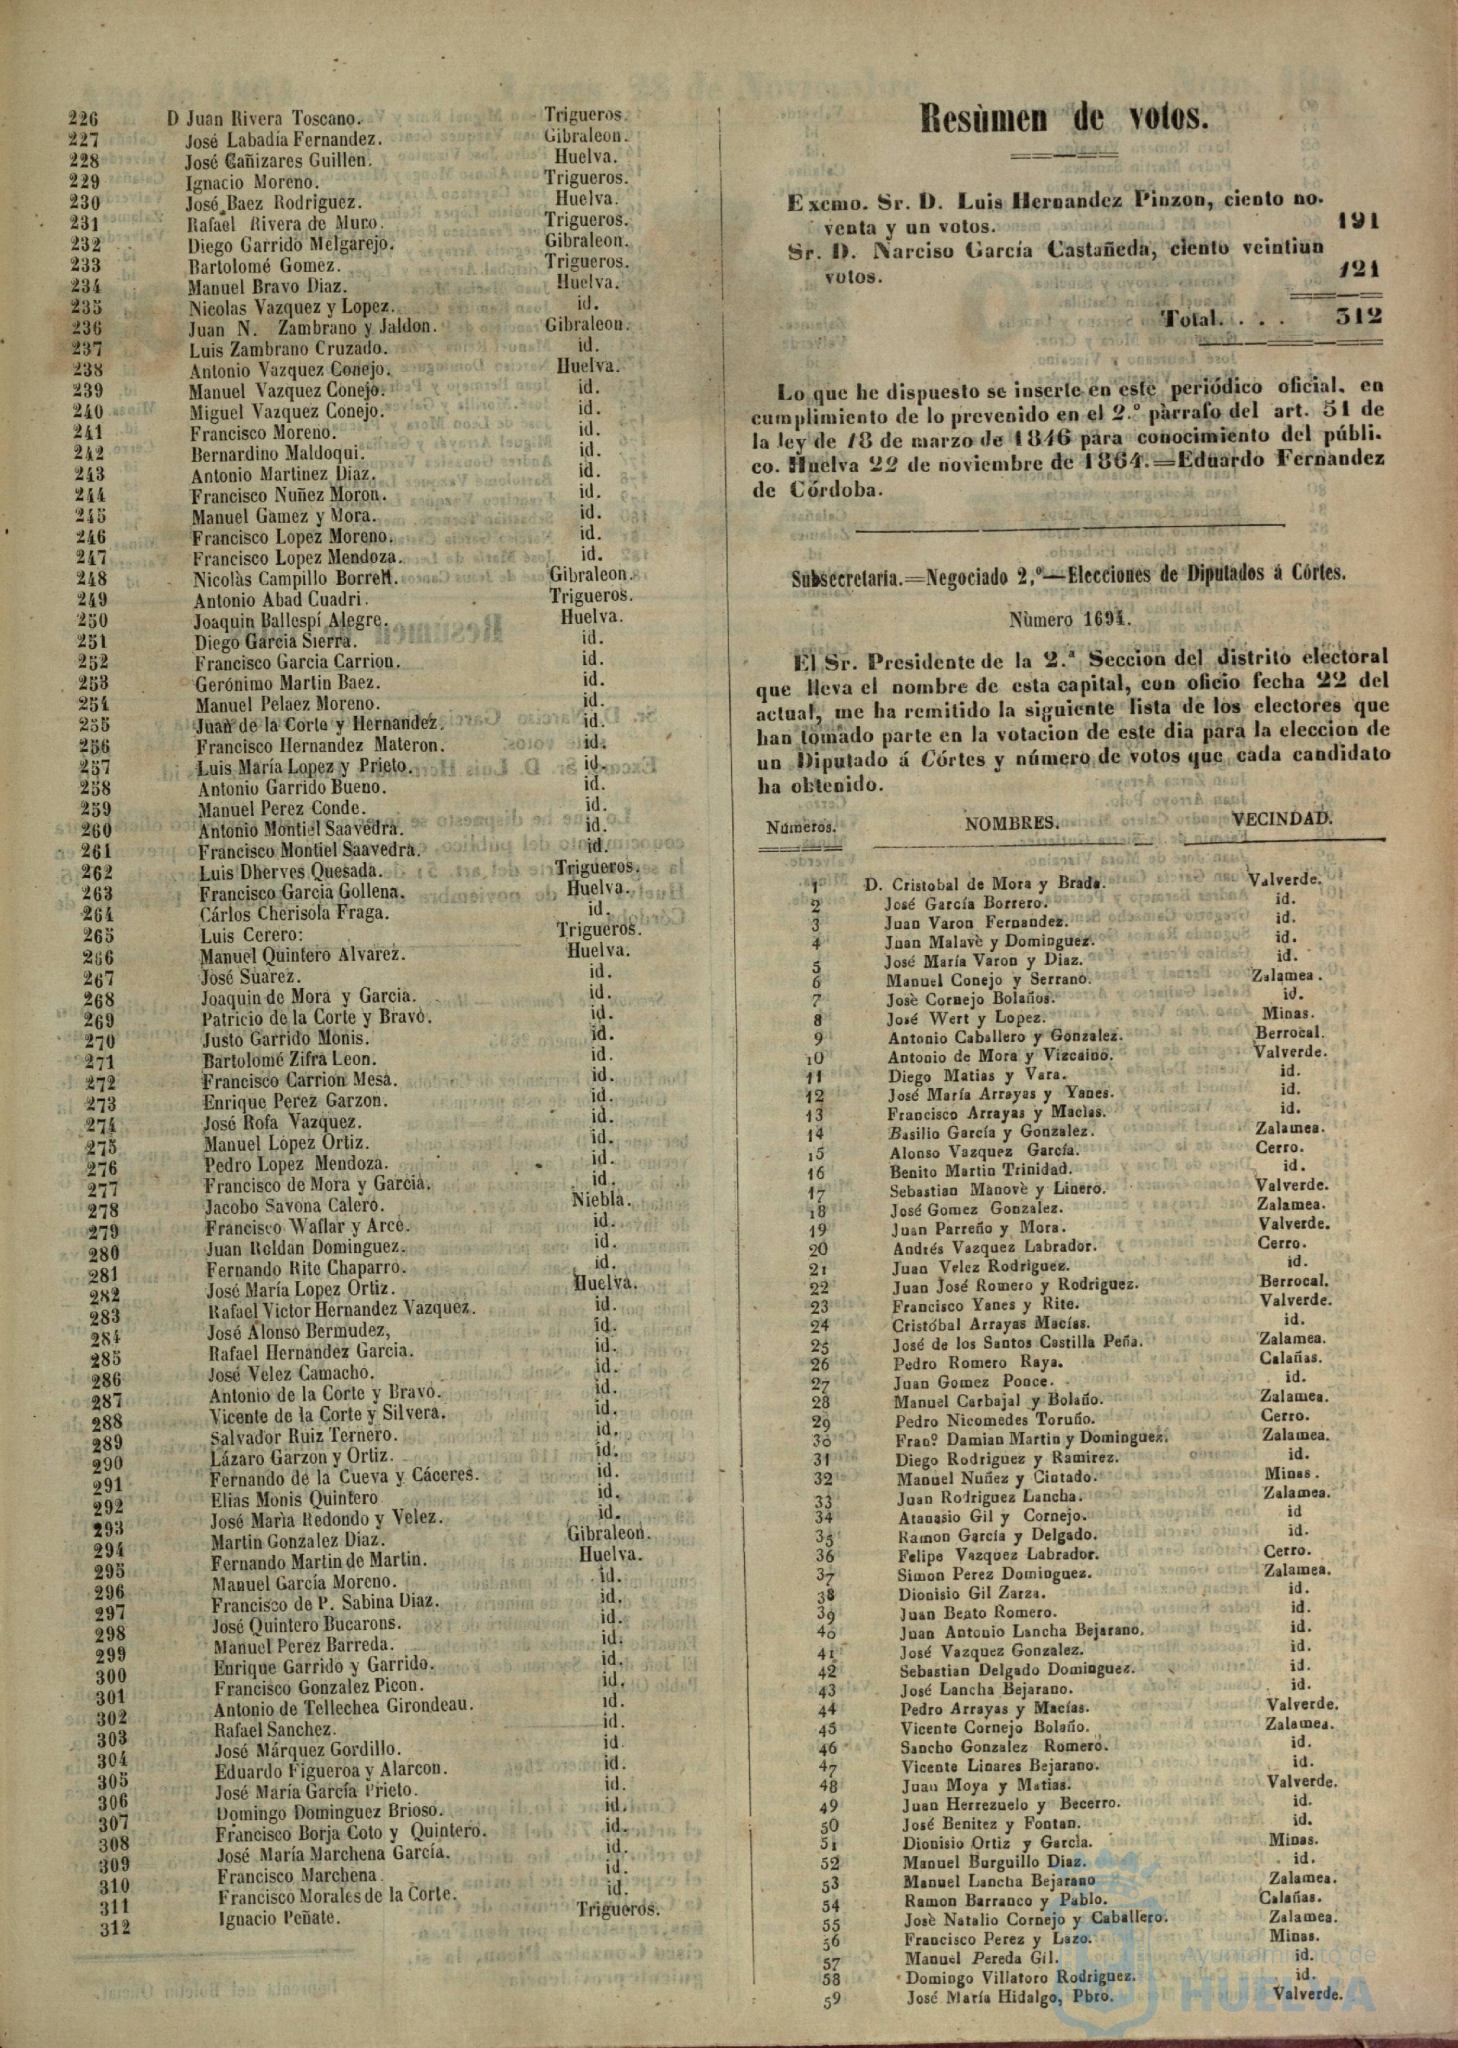 226 D Juan Rivera Toscano. Trigueros.
227 José Labadía Fernandez. Gibraleon.
228 José Cañizares Guillen. Huelva.
229 Ignacio Moreno. Trigueros.
230 José Baez Rodriguez. Huelva.
231 Rafael Rivera de Muro. Trigueros.
232 Diego Garrido Melgarejo. Gibraleon.
233 Bartolomé Gomez. Trigueros.
234 Manuel Bravo Diaz. Huelva.
235 Nicolas Vazquez y Lopez. id.
236 Juan N. Zambrano y Jaldon. Gibraleon.
237 Luis Zambrano Cruzado. id.
238 Antonio Vazquez Conejo. Huelva.
239 Manuel Vazquez Conejo. id.
240 Miguel Vazquez Conejo. id.
241 Francisco Moreno. id.
242 Bernardino Maldoqui. id.
243 Antonio Martinez Diaz. id.
244 Francisco Nuñez Moron. id.
245 Manuel Gamez y Mora. id.
246 Francisco Lopez Moreno. id.
247 Francisco Lopez Mendoza. id.
248 Nicolàs Campillo Borrell. Gibraleon.
249 Antonio Abad Cuadri. Trigueros.
250 Joaquin Ballespí Alegre. Huelva.
251 Diego Garcia Sierra. id.
252 Francisco Garcia Carrion. id.
253 Gerónimo Martin Baez. id.
254 Manuel Pelaez Moreno. id.
255 Juan de la Corte y Hernandez. id.
256 Francisco Hernandez Materon. id.
257 Luis María Lopez y Prieto. id.
258 Antonio Garrido Bueno. id.
259 Manuel Perez Conde. id.
260 Antonio Montiel Saavedra. id.
261 Francisco Montiel Saavedra. id.
262 Luis Dherves Quesada. Trigueros.
263 Francisco Garcia Gollena. Huelva.
264 Cárlos Cherisola Fraga. id.
265 Luis Cerero: Trigueros.
266 Manuel Quintero Alvarez. Huelva.
267 José Suarez. id.
268 Joaquin de Mora y Garcia. id.
269 Patricio de la Corte y Bravo. id.
270 Justo Garrido Monis. id.
271 Bartolomé Zifra Leon. id.
272 Francisco Carrion Mesa. id.
273 Enrique Perez Garzon. id.
274 José Rofa Vazquez. id.
275 Manuel López Ortiz. id.
276 Pedro Lopez Mendoza. id.
277 Francisco de Mora y Garcia. id.
278 Jacobo Savona Calero. Niebla.
279 Francisco Waflar y Arce. id.
280 Juan Roldan Dominguez. id.
281 Fernando Rite Chaparro. id.
282 José María Lopez Ortiz. Huelva.
283 Rafael Victor Hernandez Vazquez. id.
284 José Alonso Bermudez, id.
285 Rafael Hernandez Garcia. id.
286 José Velez Camacho. id.
287 Antonio de la Corte y Bravo. id.
288 Vicente de la Corte y Silvera. id.
289 Salvador Ruiz Ternero. id.
290 Lázaro Garzon y Ortiz. id.
291 Fernando de la Cueva y Cáceres. id.
292 Elias Monis Quintero id.
293 José Maria Redondo y Velez. id.
294 Martin Gonzalez Diaz. Gibraleon.
295 Fernando Martin de Martin. Huelva.
296 Manuel García Moreno. id.
297 Francisco de P. Sabina Diaz. id.
298 José Quintero Bucarons. id.
299 Manuel Perez Barreda. id.
300 Enrique Garrido y Garrido. id.
301 Francisco Gonzalez Picon. id.
302 Antonio de Tellechea Girondeau. id.
303 Rafael Sanchez. id.
304 José Márquez Gordillo. id
305 Eduardo Figueroa y Alarcon. id.
306 José María García Prieto. id.
307 Domingo Dominguez Brioso. id.
308 Francisco Borja Coto y Quintero. id.
309 José María Marchena García. id.
310 Francisco Marchena. id.
311 Francisco Morales de la Corte. id.
312 Ignacio Peñate. Trigueros.
Resùmen de votos.
Excmo. Sr. D. Luis Hernandez Pinzon, ciento no-
venta y un votos. 191
Sr. D. Narciso García Castañeda, ciento veintiun
votos. 121
Total. . . . 312
Lo que he dispuesto se inserte en este periódico oficial, en
cumplimiento de lo prevenido en el 2.º pàrrafo del art. 51 de
la ley de 18 de marzo de 1846 para conocimiento del públi-
co. Huelva 22 de noviembre de 1864.=Eduardo Fernandez
de Córdoba.
Subsecretaria.=Negociado 2.º—Elecciones de Diputados á Córtes.
Nùmero 1694.
El Sr. Presidente de la 2.ª Seccion del distrito electoral
que lleva el nombre de esta capital, con oficio fecha 22 del
actual, me ha remitido la siguiente lista de los electores que
han tomado parte en la votacion de este dia para la eleccion de
un Diputado á Córtes y número de votos que cada candidato
ha obtenido.
Números. NOMBRES. VECINDAD.
1 D. Cristobal de Mora y Brada. Valverde.
2 José García Borrero. id.
3 Juan Varon Fernandez. id.
4 Juan Malavè y Dominguez. id.
5 José María Varon y Diaz. id.
6 Manuel Conejo y Serrano. Zalamea.
7 Josè Cornejo Bolaños. id.
8 José Wert y Lopez. Minas.
9 Antonio Caballero y Gonzalez. Berrocal.
10 Antonio de Mora y Vizcaino. Valverde.
11 Diego Matias y Vara. id.
12 José María Arrayas y Yanes. id.
13 Francisco Arrayas y Macìas. id.
14 Basilio García y Gonzalez. Zalamea.
15 Alonso Vazquez García. Cerro.
16 Benito Martin Trinidad. id.
17 Sebastian Manovè y Linero. Valverde.
18 José Gomez Gonzalez. Zalamea.
19 Juan Parreño y Mora. Valverde.
20 Andrés Vazquez Labrador. Cerro.
21 Juan Velez Rodriguez. id.
22 Juan José Romero y Rodriguez. Berrocal.
23 Francisco Yanes y Rite. Valverde.
24 Cristóbal Arrayas Macías. id.
25 José de los Santos Castilla Peña. Zalamea.
26 Pedro Romero Raya. Calañas.
27 Juan Gomez Ponce. id.
28 Manuel Carbajal y Bolaño. Zalamea.
29 Pedro Nicomedes Toruño. Cerro.
30 Franº Damian Martin y Dominguez. Zalamea.
31 Diego Rodriguez y Ramirez. id.
32 Manuel Nuñez y Cintado. Minas.
33 Juan Rodriguez Lancha. Zalamea.
34 Atanasio Gil y Cornejo. id
35 Ramon García y Delgado. id.
36 Felipe Vazquez Labrador. Cerro.
37 Simon Perez Dominguez. Zalamea.
38 Dionisio Gil Zarza. id.
39 Juan Beato Romero. id.
40 Juan Antonio Lancha Bejarano. id.
41 José Vazquez Gonzalez. id.
42 Sebastian Delgado Dominguez. id.
43 José Lancha Bejarano. id.
44 Pedro Arrayas y Macías. Valverde.
45 Vicente Cornejo Bolaño. Zalamea.
46 Sancho Gonzalez Romero. id.
47 Vicente Linares Bejarano. id.
48 Juan Moya y Matias. Valverde.
49 Juan Herrezuelo y Becerro. id.
50 José Benitez y Fontan. id.
51 Dionisio Ortiz y Garcìa. Minas.
52 Manuel Burguillo Diaz. id.
53 Manuel Lancha Bejarano Zalamea.
54 Ramon Barranco y Pablo. Calañas.
55 Josè Natalio Cornejo y Caballero. Zalamea.
56 Francisco Perez y Lazo. Minas.
57 Manuel Pereda Gil. id.
58 Domingo Villatoro Rodriguez. id.
59 José María Hidalgo, Pbro. Valverde.
Ayuntamiento de
HUELVA